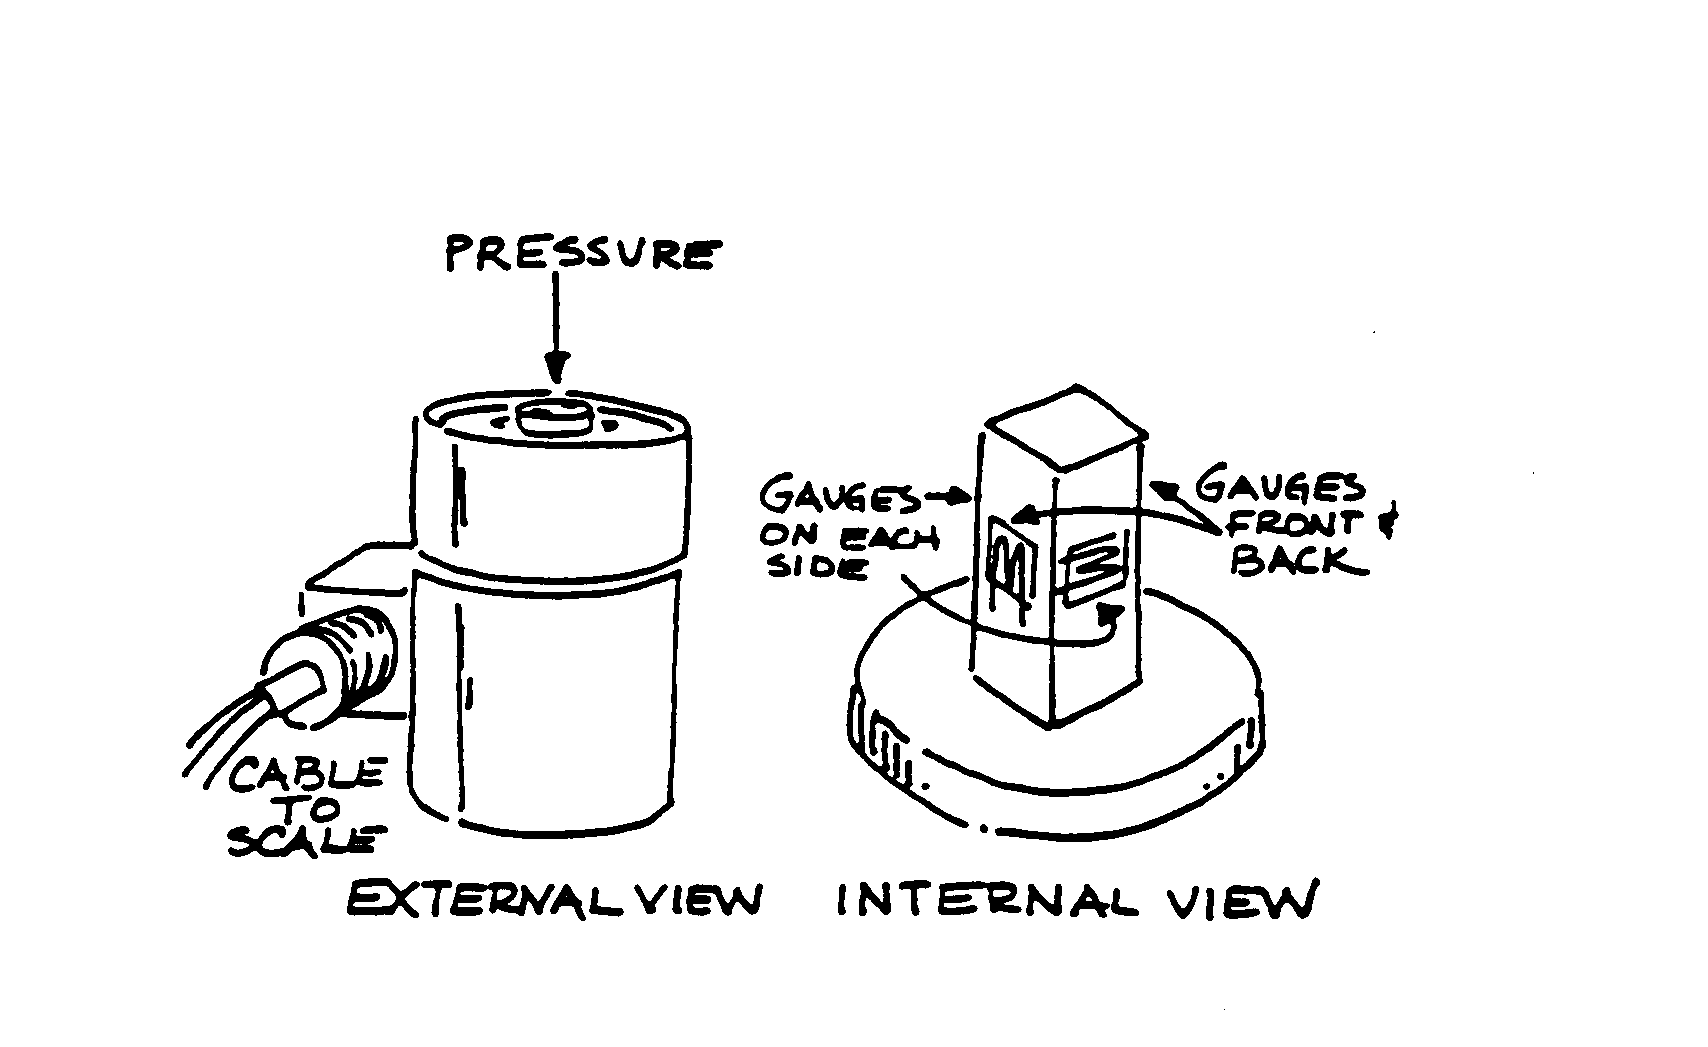 PRESSURE
GAUGES
ON EACH
SIDE
GAUGES
FRONT &
BACK
CABLE
TO
SCALE
EXTERNAL VIEW
INTERNAL VIEW